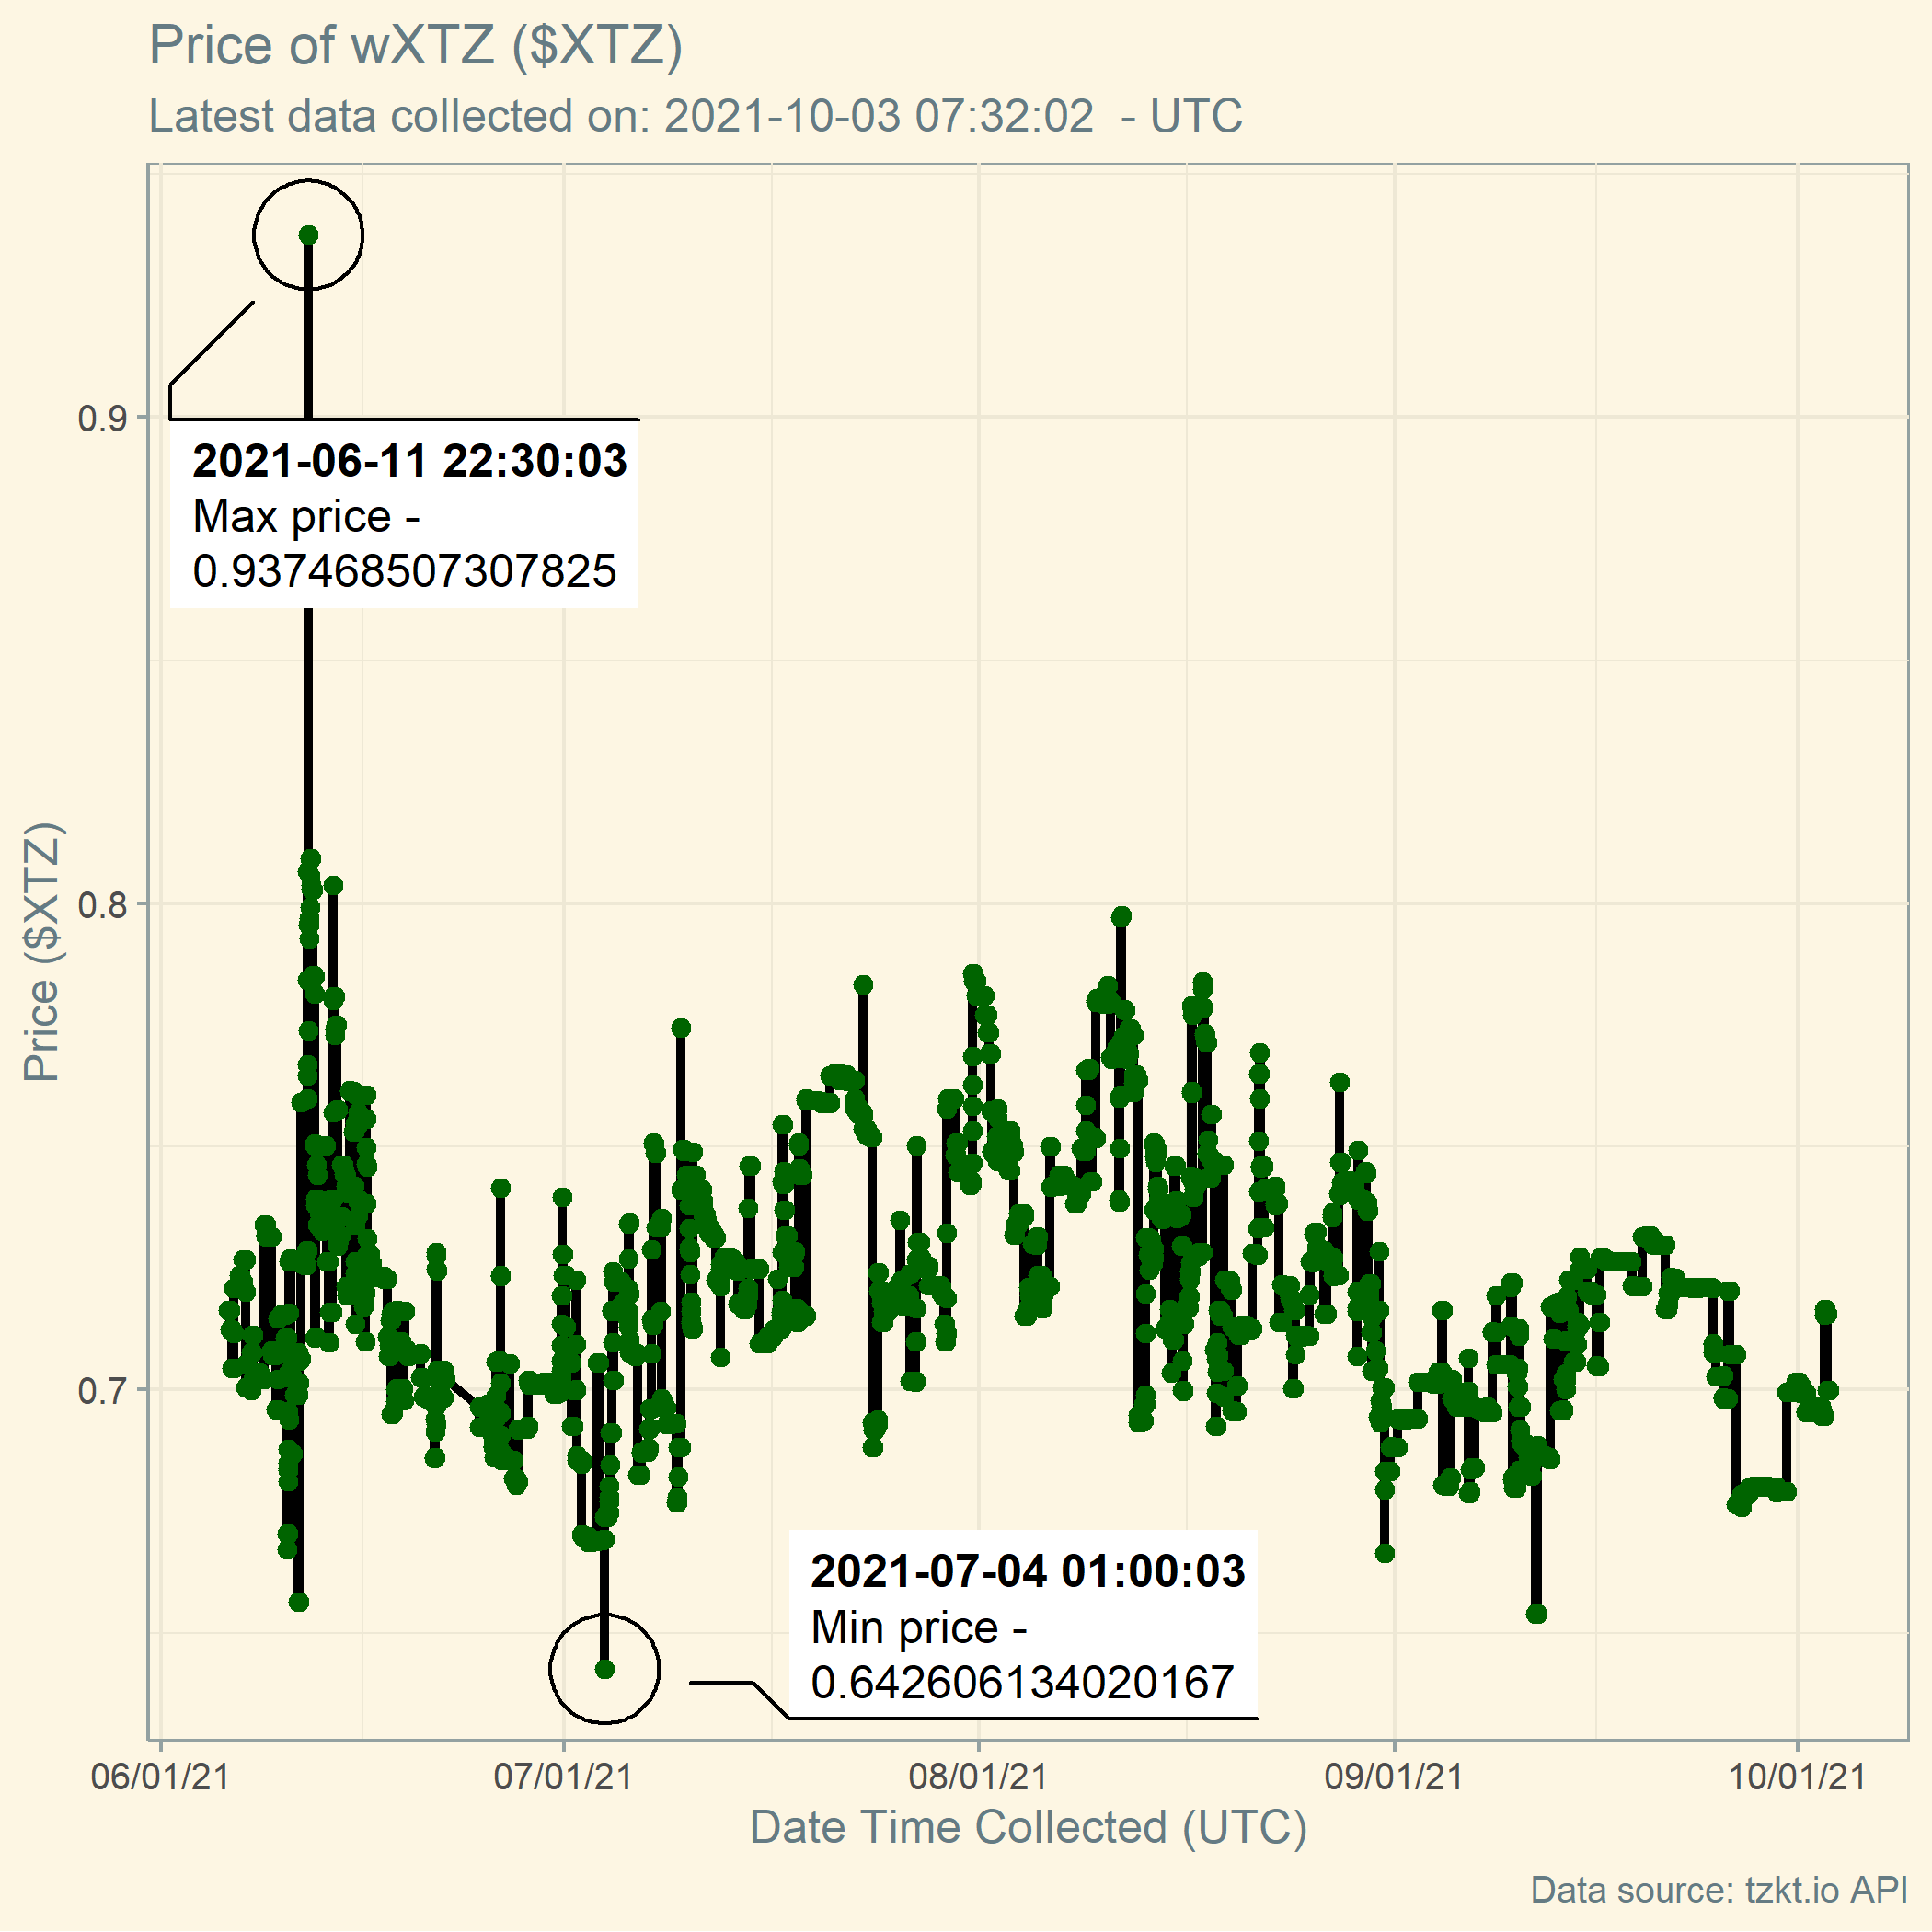 Price of wXTZ ($XTZ)
Latest data collected on: 2021-10-03 07:32:02  - UTC
0.9
2021-06-11 22:30:03
Max price -
0.937468507307825
0.8
Price ($XTZ)
0.7
2021-07-04 01:00:03
Min price -
0.642606134020167
06/01/21 07/01/21 08/01/21 09/01/21 10/01/21
Date Time Collected (UTC)
Data source: tzkt.io API